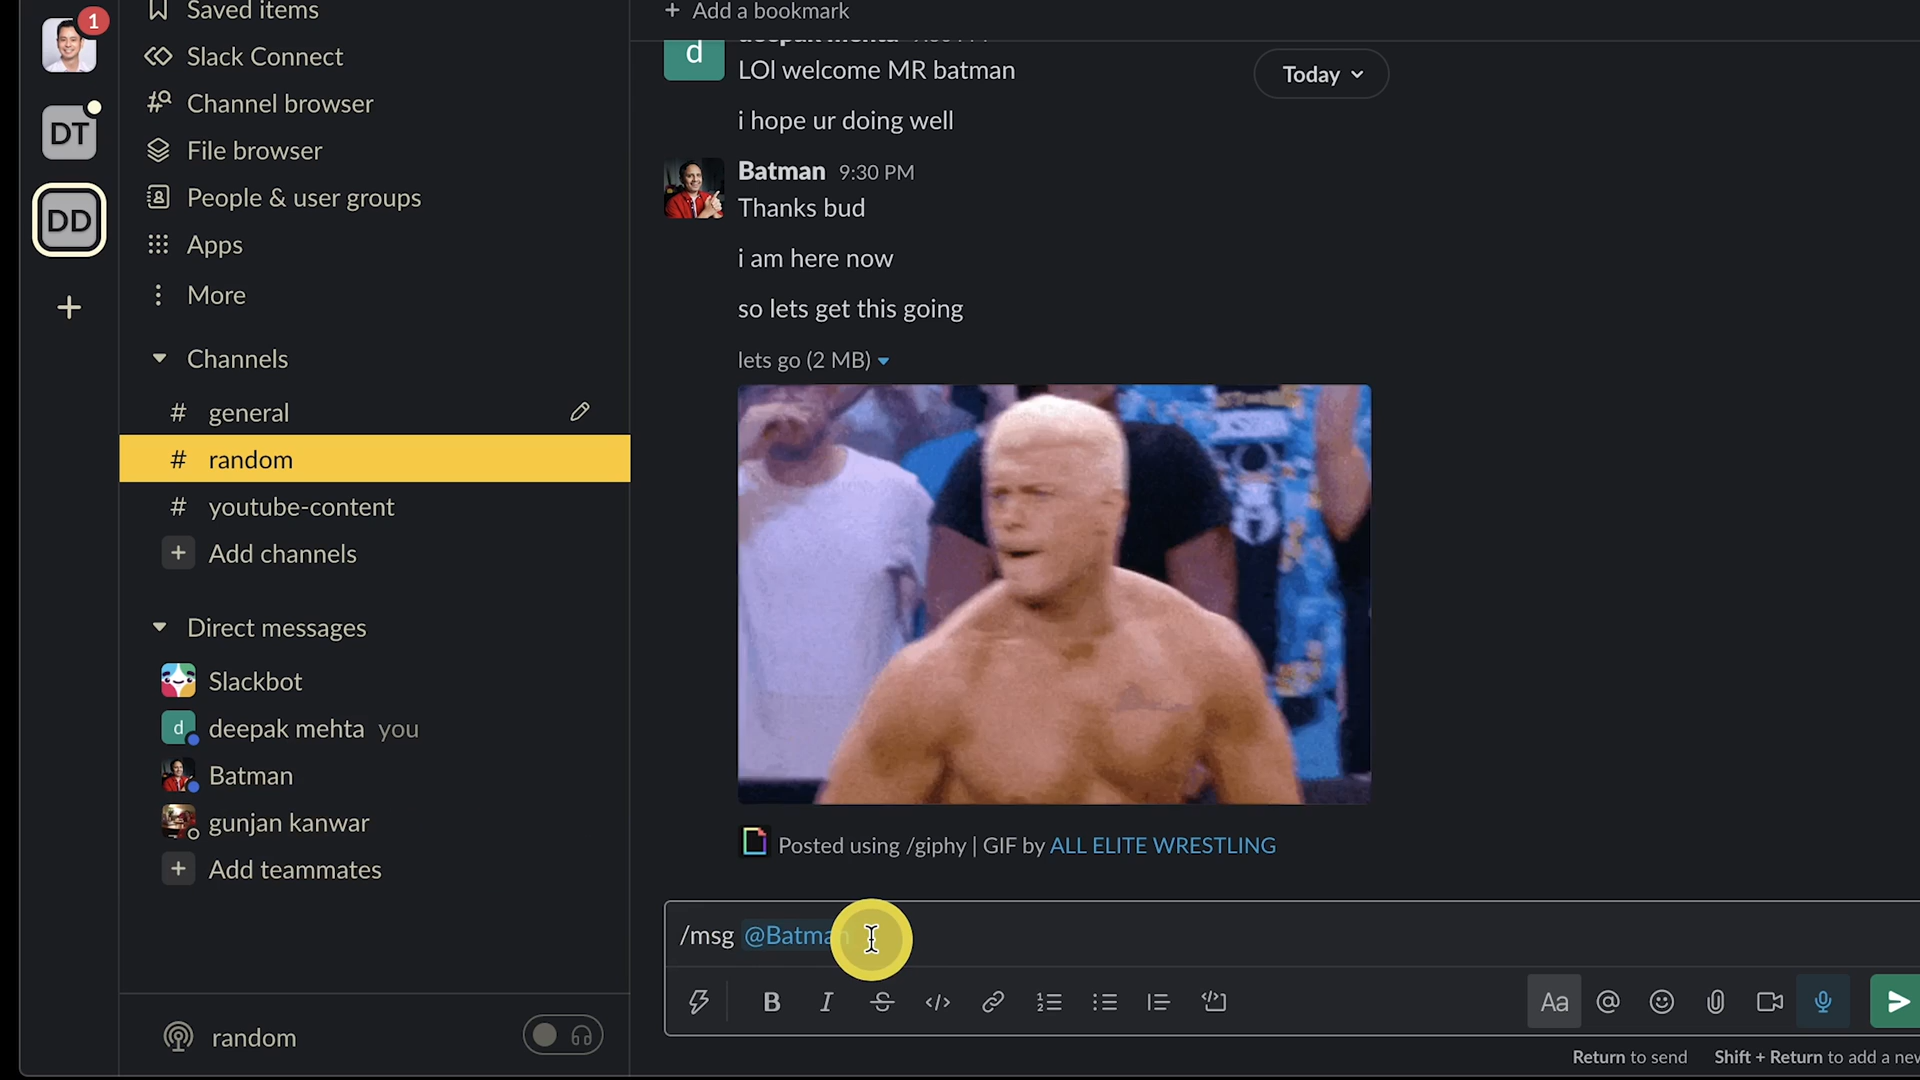 1
Saved items
Slack Connect
DT
Channel browser
File browser
People & user groups
DD
Apps
More
Channels
# general
# random
# youtube-content
+ Add channels
Direct messages
Slackbot
d deepak mehta you
Batman
gunjan kanwar
+ Add teammates
random
+ Add a bookmark
d deepak mehta
LOl welcome MR batman
Today
i hope ur doing well
Batman 9:30 PM
Thanks bud
i am here now
so lets get this going
lets go (2 MB)
Posted using /giphy | GIF by ALL ELITE WRESTLING
/msg @Batman
B I S </> Aa @
Return to send Shift + Return to add a new